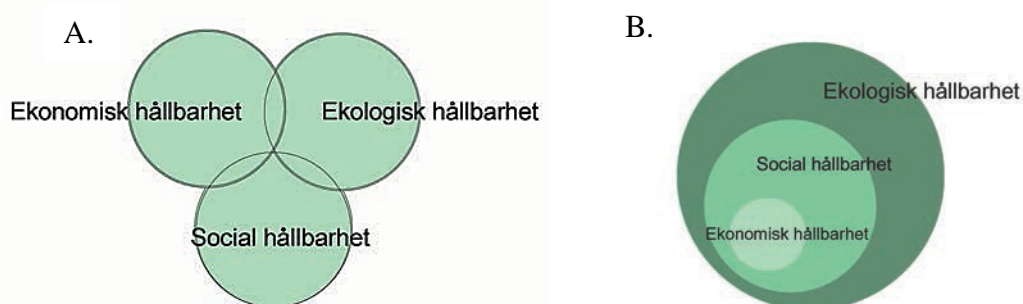 A.
Ekonomisk hållbarhet
Ekologisk hållbarhet
Social hållbarhet
B.
Ekologisk hållbarhet
Social hållbarhet
Ekonomisk hållbarhet